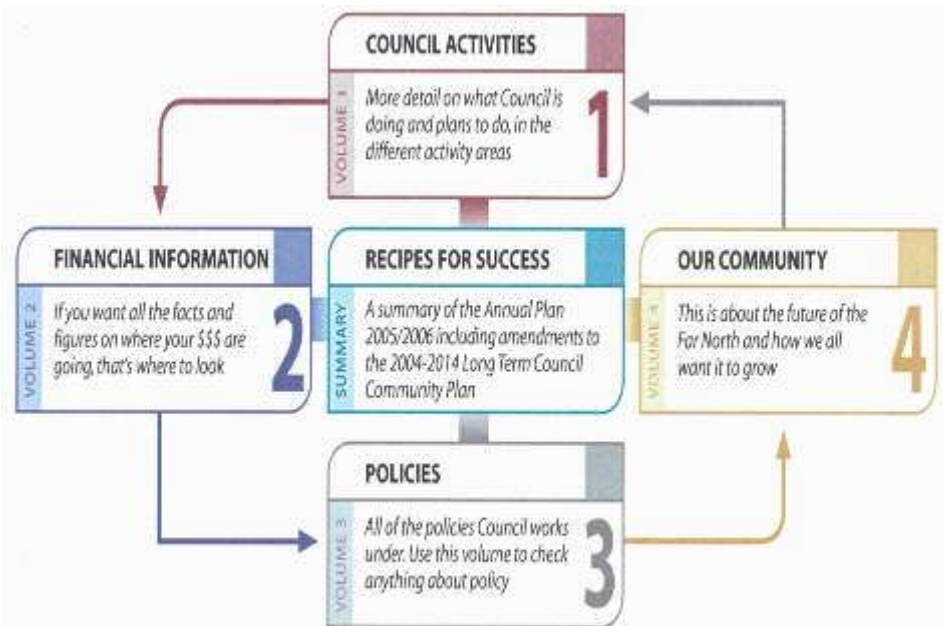 COUNCIL ACTIVITIES
VOLUME 1
More detail on what Council is
doing and plans to do, in the
different activity areas
1
FINANCIAL INFORMATION
VOLUME 2
If you want all the facts and
figures on where your $$$ are
going, that's where to look
2
RECIPES FOR SUCCESS
SUMMARY
A summary of the Annual Plan
2005/2006 including amendments to
the 2004-2014 Long Term Council
Community Plan
OUR COMMUNITY
VOLUME 4
This is about the future of the
Far North and how we all
want it to grow
4
POLICIES
VOLUME 3
All of the policies Council works
under. Use this volume to check
anything about policy
3